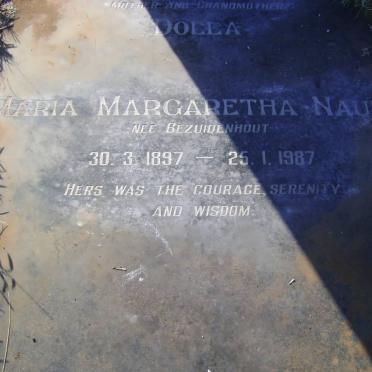 MOTHER AND GRANDMOTHER
DOLLA
MARIA MARGARETHA NAU
NEÉ BEZUIDENHOUT
30.3.1897 — 25.1.1987
HERS WAS THE COURAGE, SERENITY
AND WISDOM.